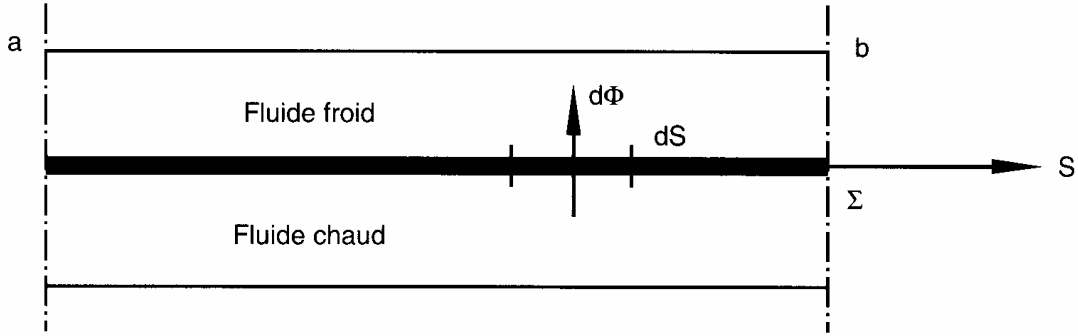 a
b
Fluide froid
dΦ
dS
S
Σ
Fluide chaud